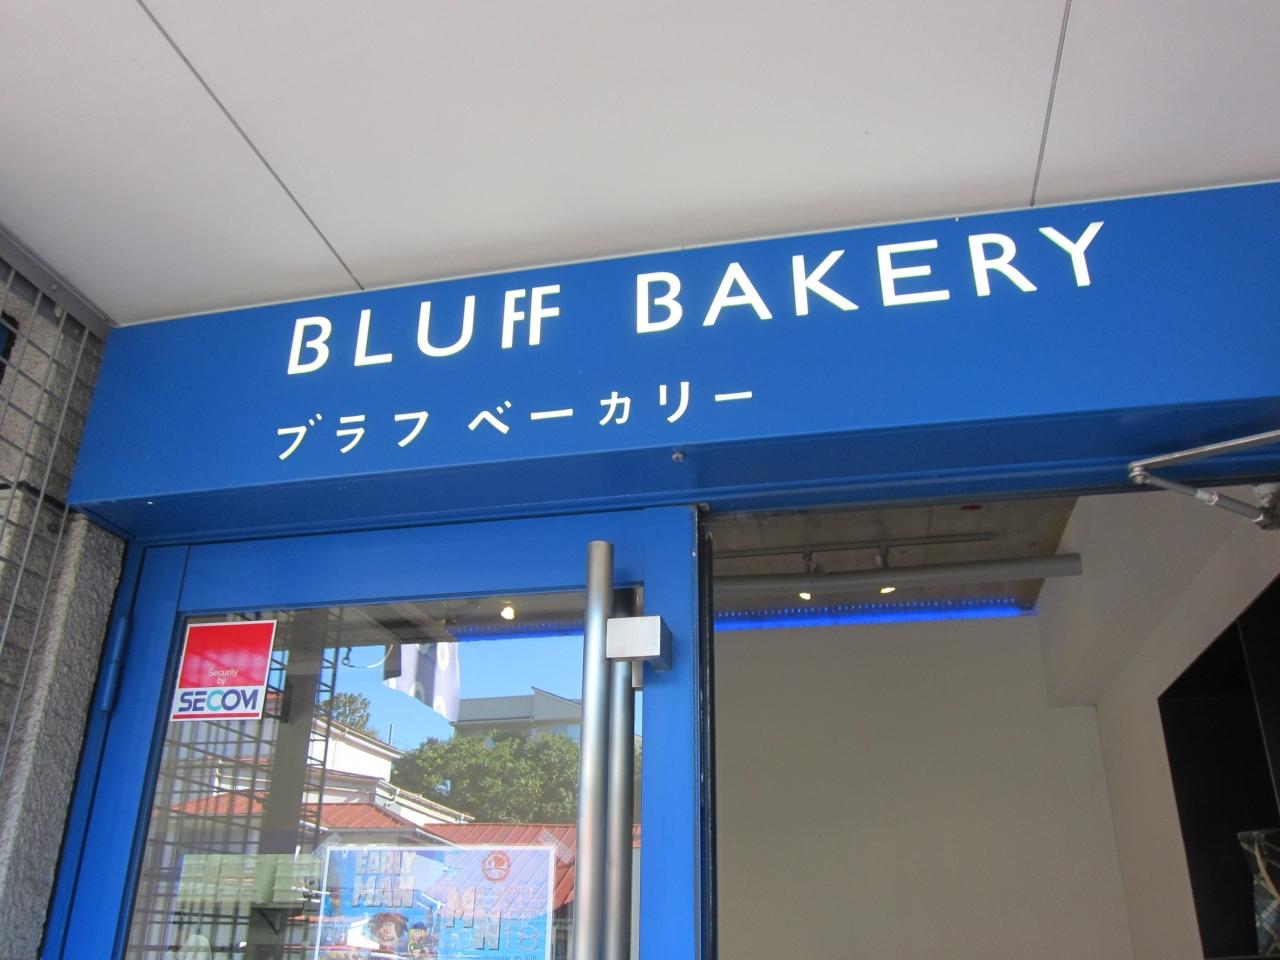 BLUFF BAKERY
ブラフ ベーカリー
Security
by
SECOM
EARLY
MAN